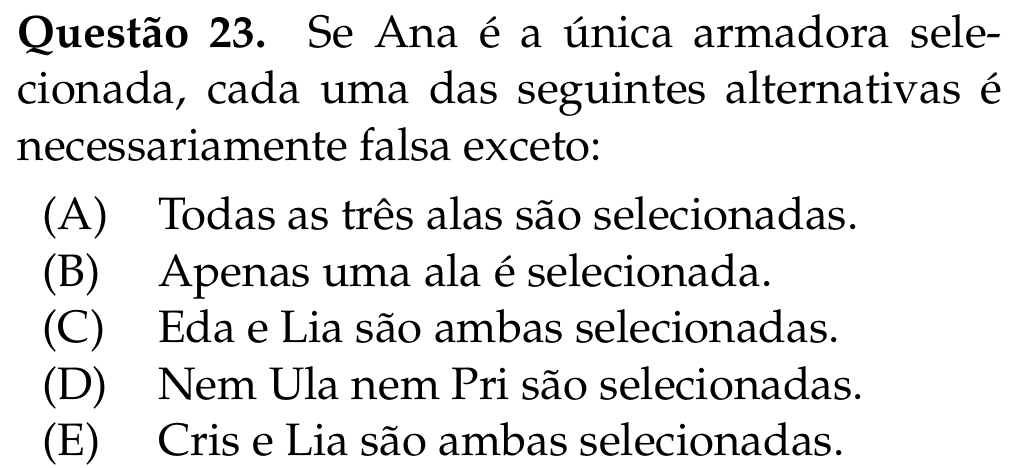 Questão 23. Se Ana é a única armadora sele-
cionada, cada uma das seguintes alternativas é
necessariamente falsa exceto:
(A) Todas as três alas são selecionadas.
(B) Apenas uma ala é selecionada.
(C) Eda e Lia são ambas selecionadas.
(D) Nem Ula nem Pri são selecionadas.
(E) Cris e Lia são ambas selecionadas.